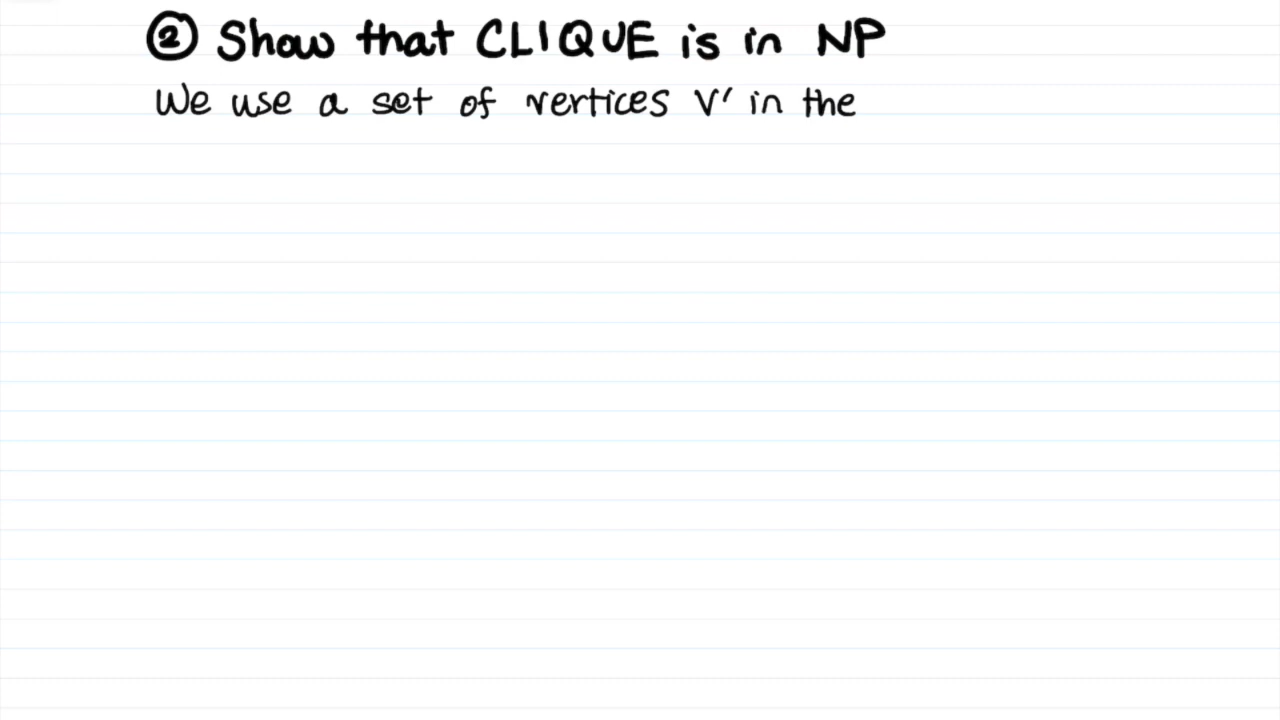 ② Show that CLIQUE is in NP
We use a set of vertices V' in the